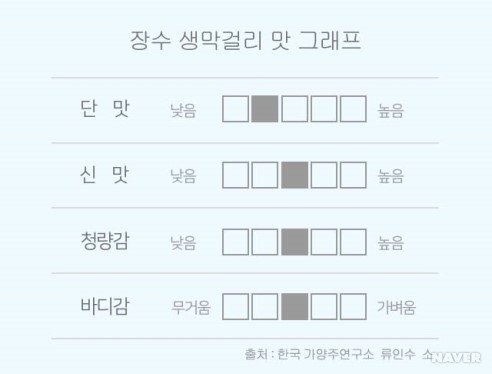 장수 생막걸리 맛 그래프
단 맛 낮음 높음
신 맛 낮음 높음
청량감 낮음 높음
바디감 무거움 가벼움
출처 : 한국 가양주연구소 류인수 소
NAVER